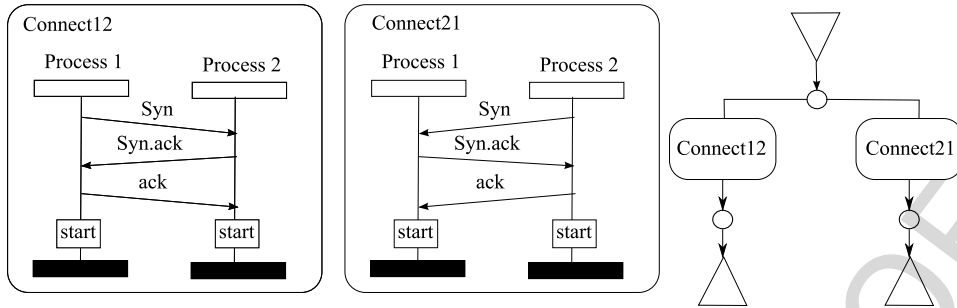 Connect12
Process 1
Process 2
Syn
Syn.ack
ack
start
start
Connect21
Process 1
Process 2
Syn
Syn.ack
ack
start
start
Connect12
Connect21